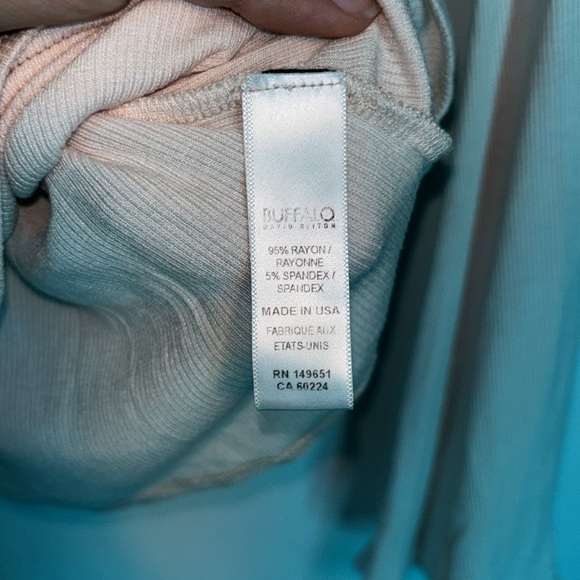 BUFFALO
DAVID BITTON
95% RAYON /
RAYONNE
5% SPANDEX /
SPANDEX
MADE IN USA
FABRIQUÉ AUX
ETATS-UNIS
RN 149651
CA 60224